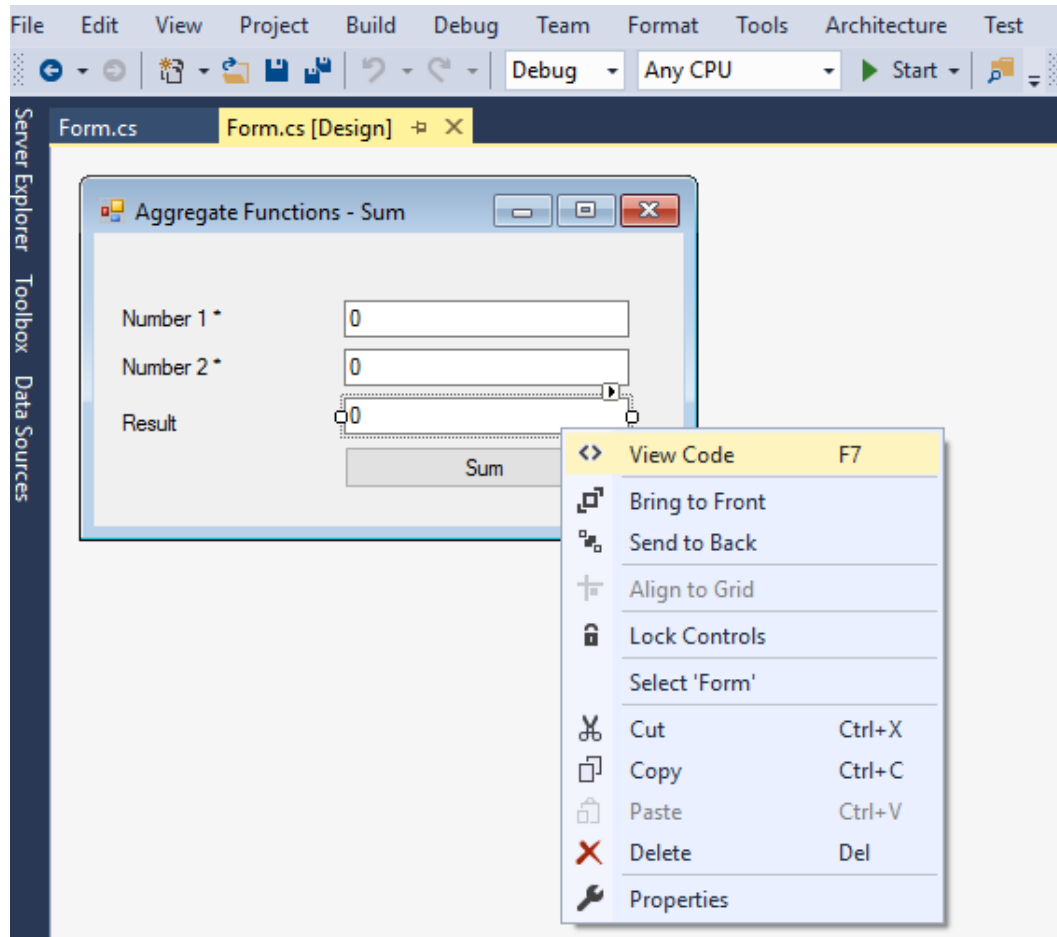 File Edit View Project Build Debug Team Format Tools Architecture Test
Debug Any CPU Start
Server Explorer
Toolbox
Data Sources
Form.cs Form.cs [Design]
Aggregate Functions - Sum
Number 1 * 0
Number 2 * 0
Result 0
Sum
View Code F7
Bring to Front
Send to Back
Align to Grid
Lock Controls
Select 'Form'
Cut Ctrl+X
Copy Ctrl+C
Paste Ctrl+V
Delete Del
Properties